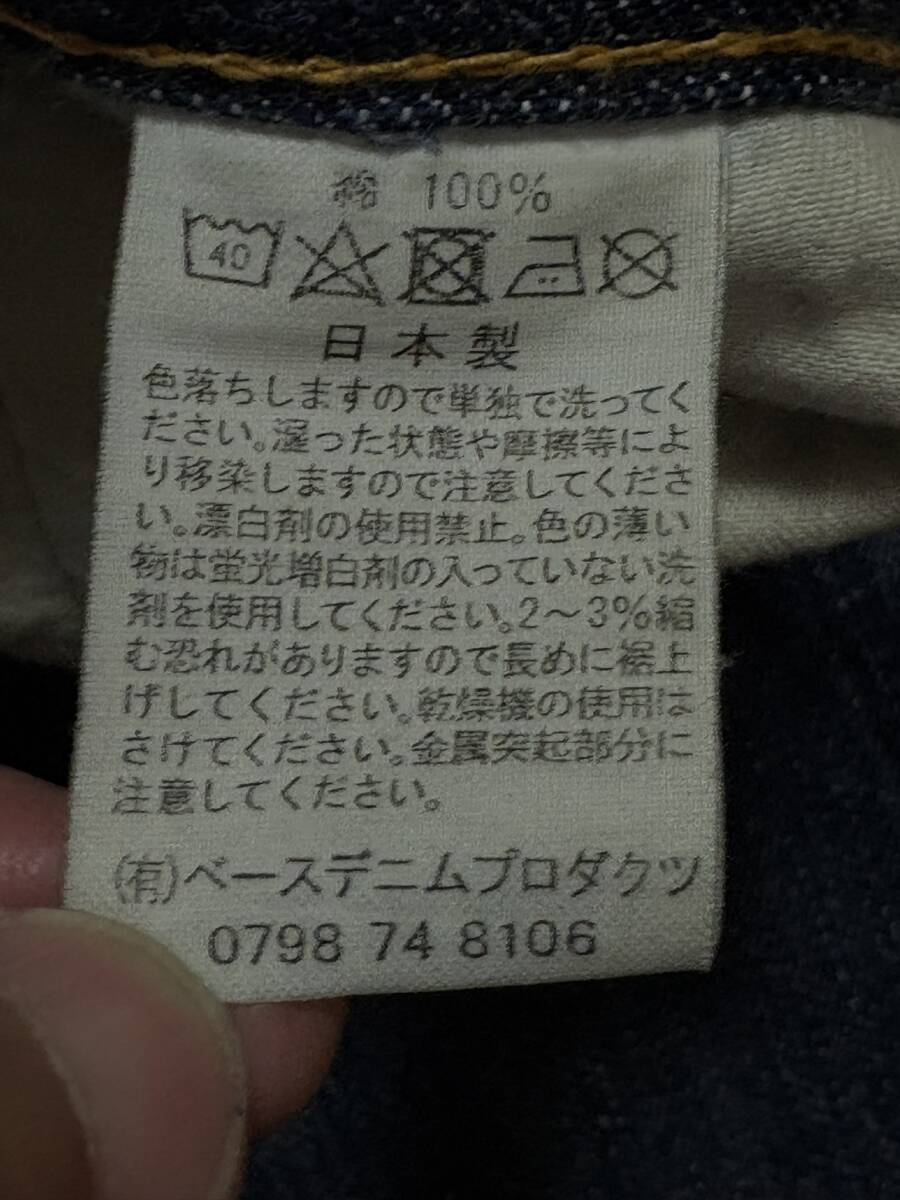 綿 100%
40
日本製
色落ちしますので単独で洗ってく
ださい。湿った状態や摩擦等によ
り移染しますので注意してくださ
い。漂白剤の使用禁止。色の薄い
物は蛍光増白剤の入っていない洗
剤を使用してください。2〜3%縮
む恐れがありますので長めに裾上
げしてください。乾燥機の使用は
さけてください。金属突起部分に
注意してください。
(有)ベースデニムプロダクツ
0798 74 8106